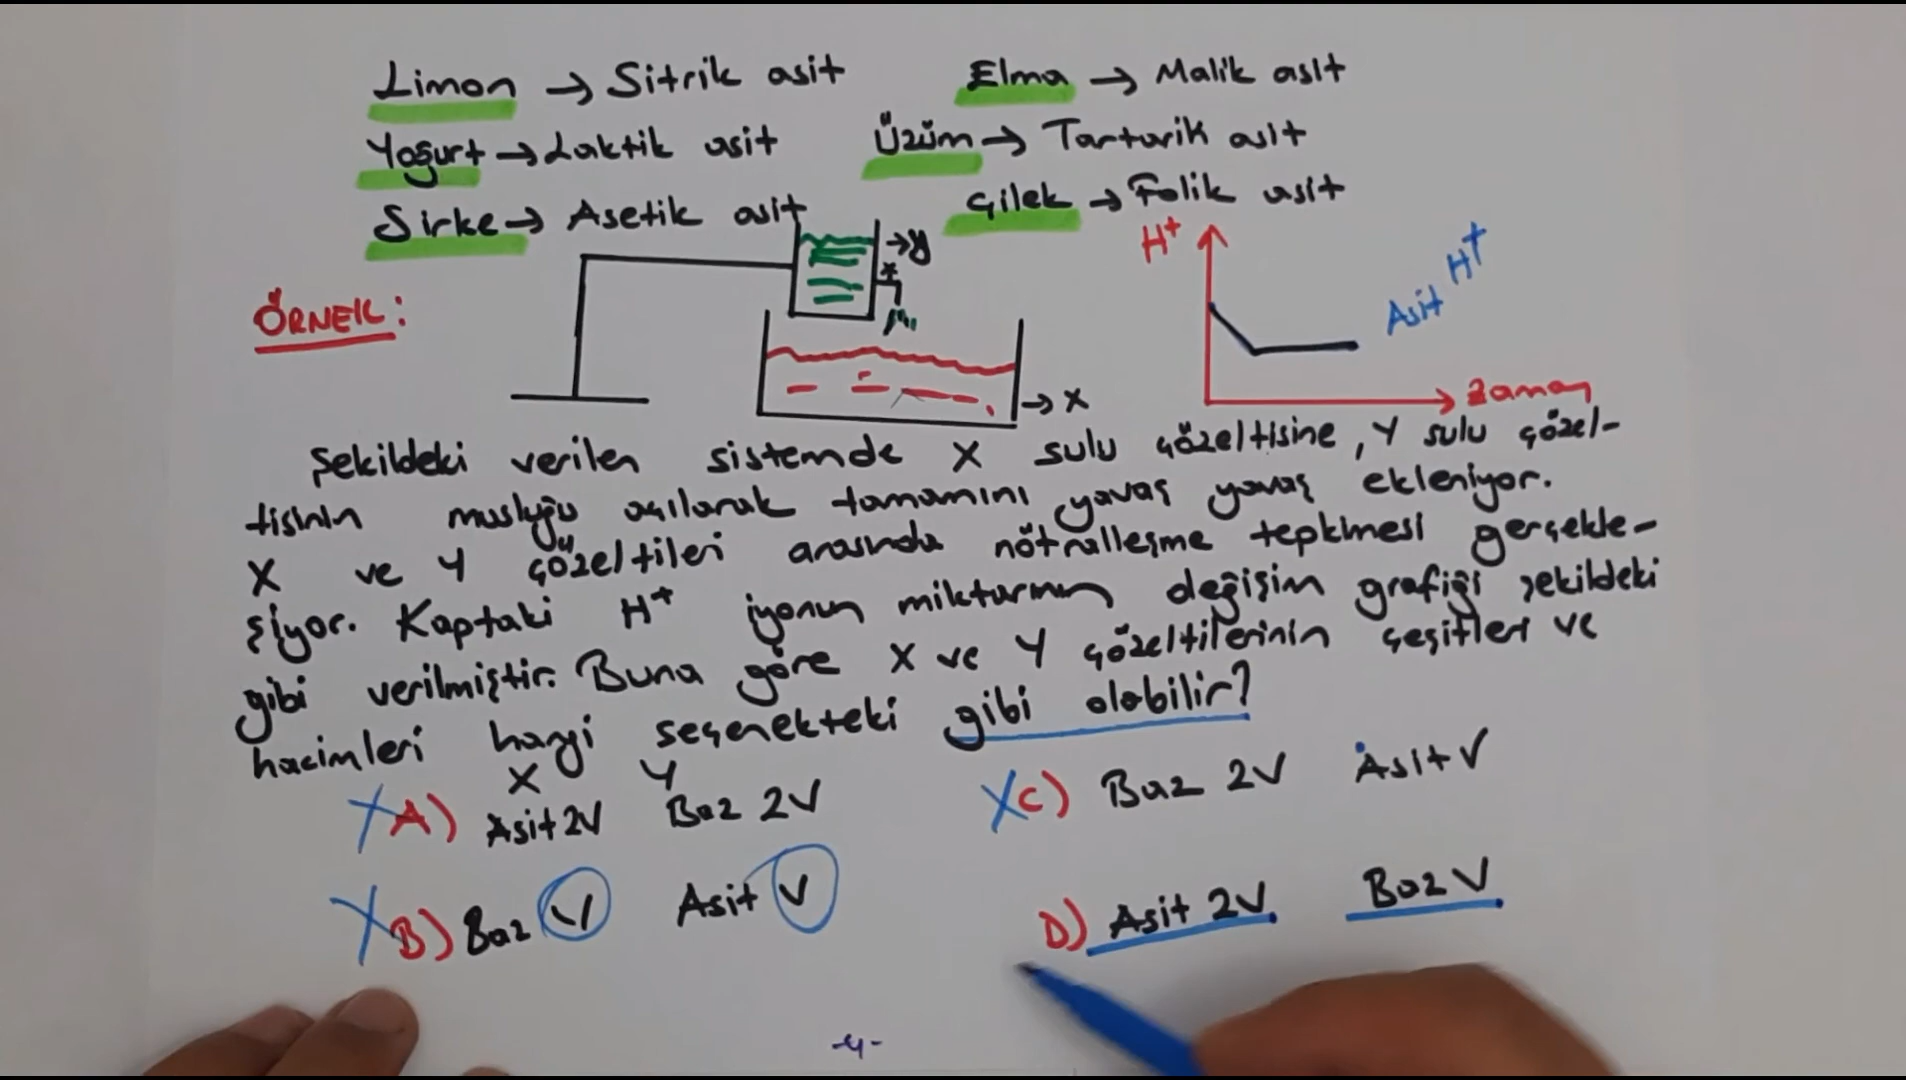 Limon → Sitrik asit
Elma → Malik asit
Yoğurt → Laktik asit
Üzüm → Tartarik asit
Sirke → Asetik asit
Çilek → Folik asit
→ y
H+
Asit H+
ÖRNEK:
→ X
Zaman
Şekildeki verilen sistemde X sulu çözeltisine, Y sulu çözel-
tisinin musluğu açılarak tamamını yavaş yavaş ekleniyor.
X ve Y çözeltileri arasında nötralleşme tepkimesi gerçekle-
şiyor. Kaptaki H+ iyonun miktarının değişim grafiği şekildeki
gibi verilmiştir. Buna göre X ve Y çözeltilerinin çeşitleri ve
hacimleri hangi seçenekteki gibi olabilir?
X Y
X A) Asit 2V Baz 2V
X C) Baz 2V Asit V
X B) Baz V Asit V
D) Asit 2V Baz V
-4-